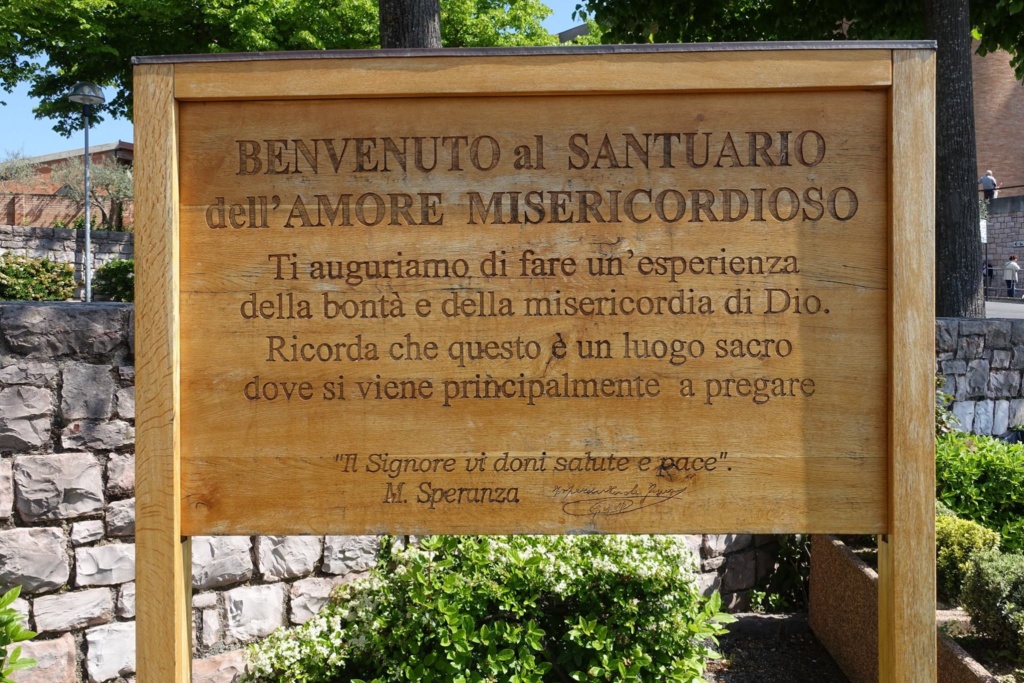 BENVENUTO al SANTUARIO
dell'AMORE MISERICORDIOSO
Ti auguriamo di fare un'esperienza
della bontà e della misericordia di Dio.
Ricorda che questo è un luogo sacro
dove si viene principalmente a pregare
"Il Signore vi doni salute e pace".
M. Speranza